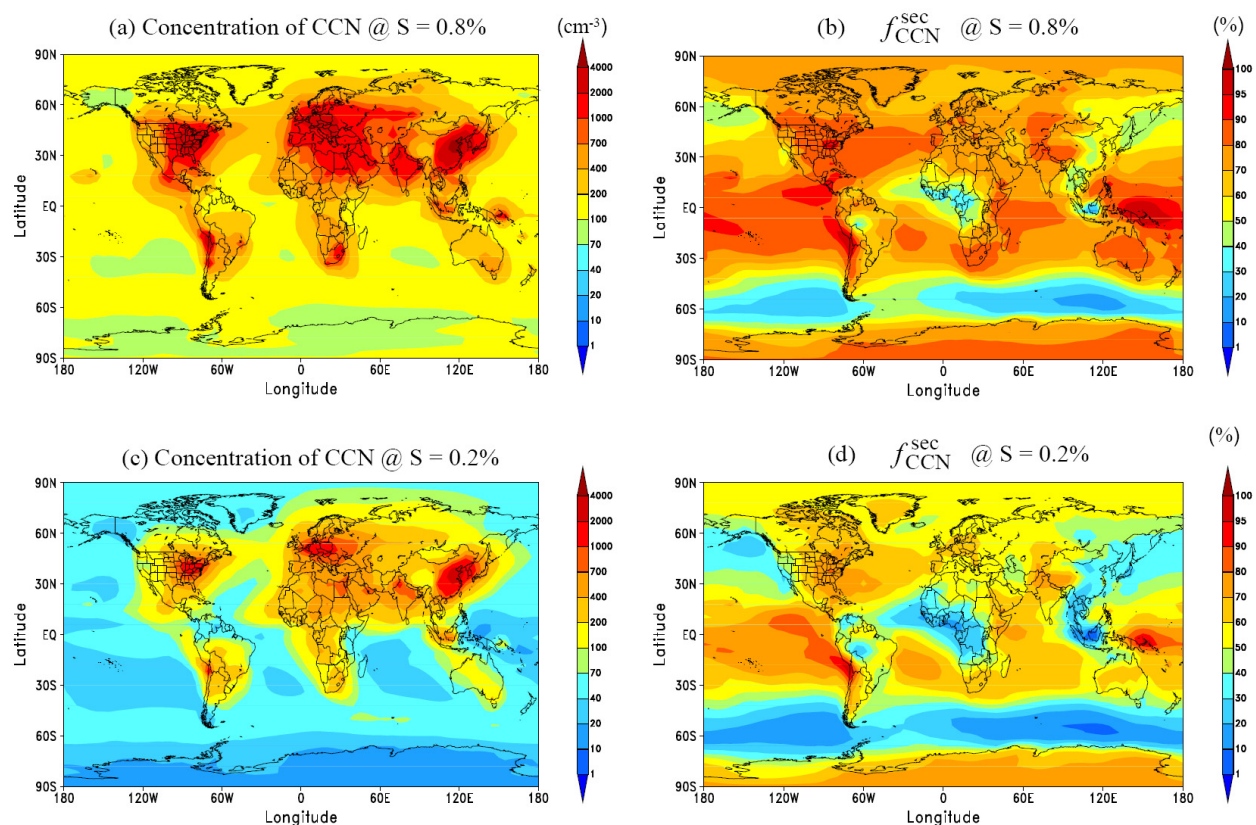 (a) Concentration of CCN @ S = 0.8%
(cm-3)
90N
60N
30N
EQ
30S
60S
90S
Latitude
180
120W
60W
0
60E
120E
180
Longitude
4000
2000
1000
700
400
200
100
70
40
20
10
1
(b) f sec CCN @ S = 0.8%
(%)
90N
60N
30N
EQ
30S
60S
90S
Latitude
180
120W
60W
0
60E
120E
180
Longitude
100
95
90
80
70
60
50
40
30
20
10
1
(c) Concentration of CCN @ S = 0.2%
90N
60N
30N
EQ
30S
60S
90S
Latitude
180
120W
60W
0
60E
120E
180
Longitude
4000
2000
1000
700
400
200
100
70
40
20
10
1
(d) f sec CCN @ S = 0.2%
(%)
90N
60N
30N
EQ
30S
60S
90S
Latitude
180
120W
60W
0
60E
120E
180
Longitude
100
95
90
80
70
60
50
40
30
20
10
1